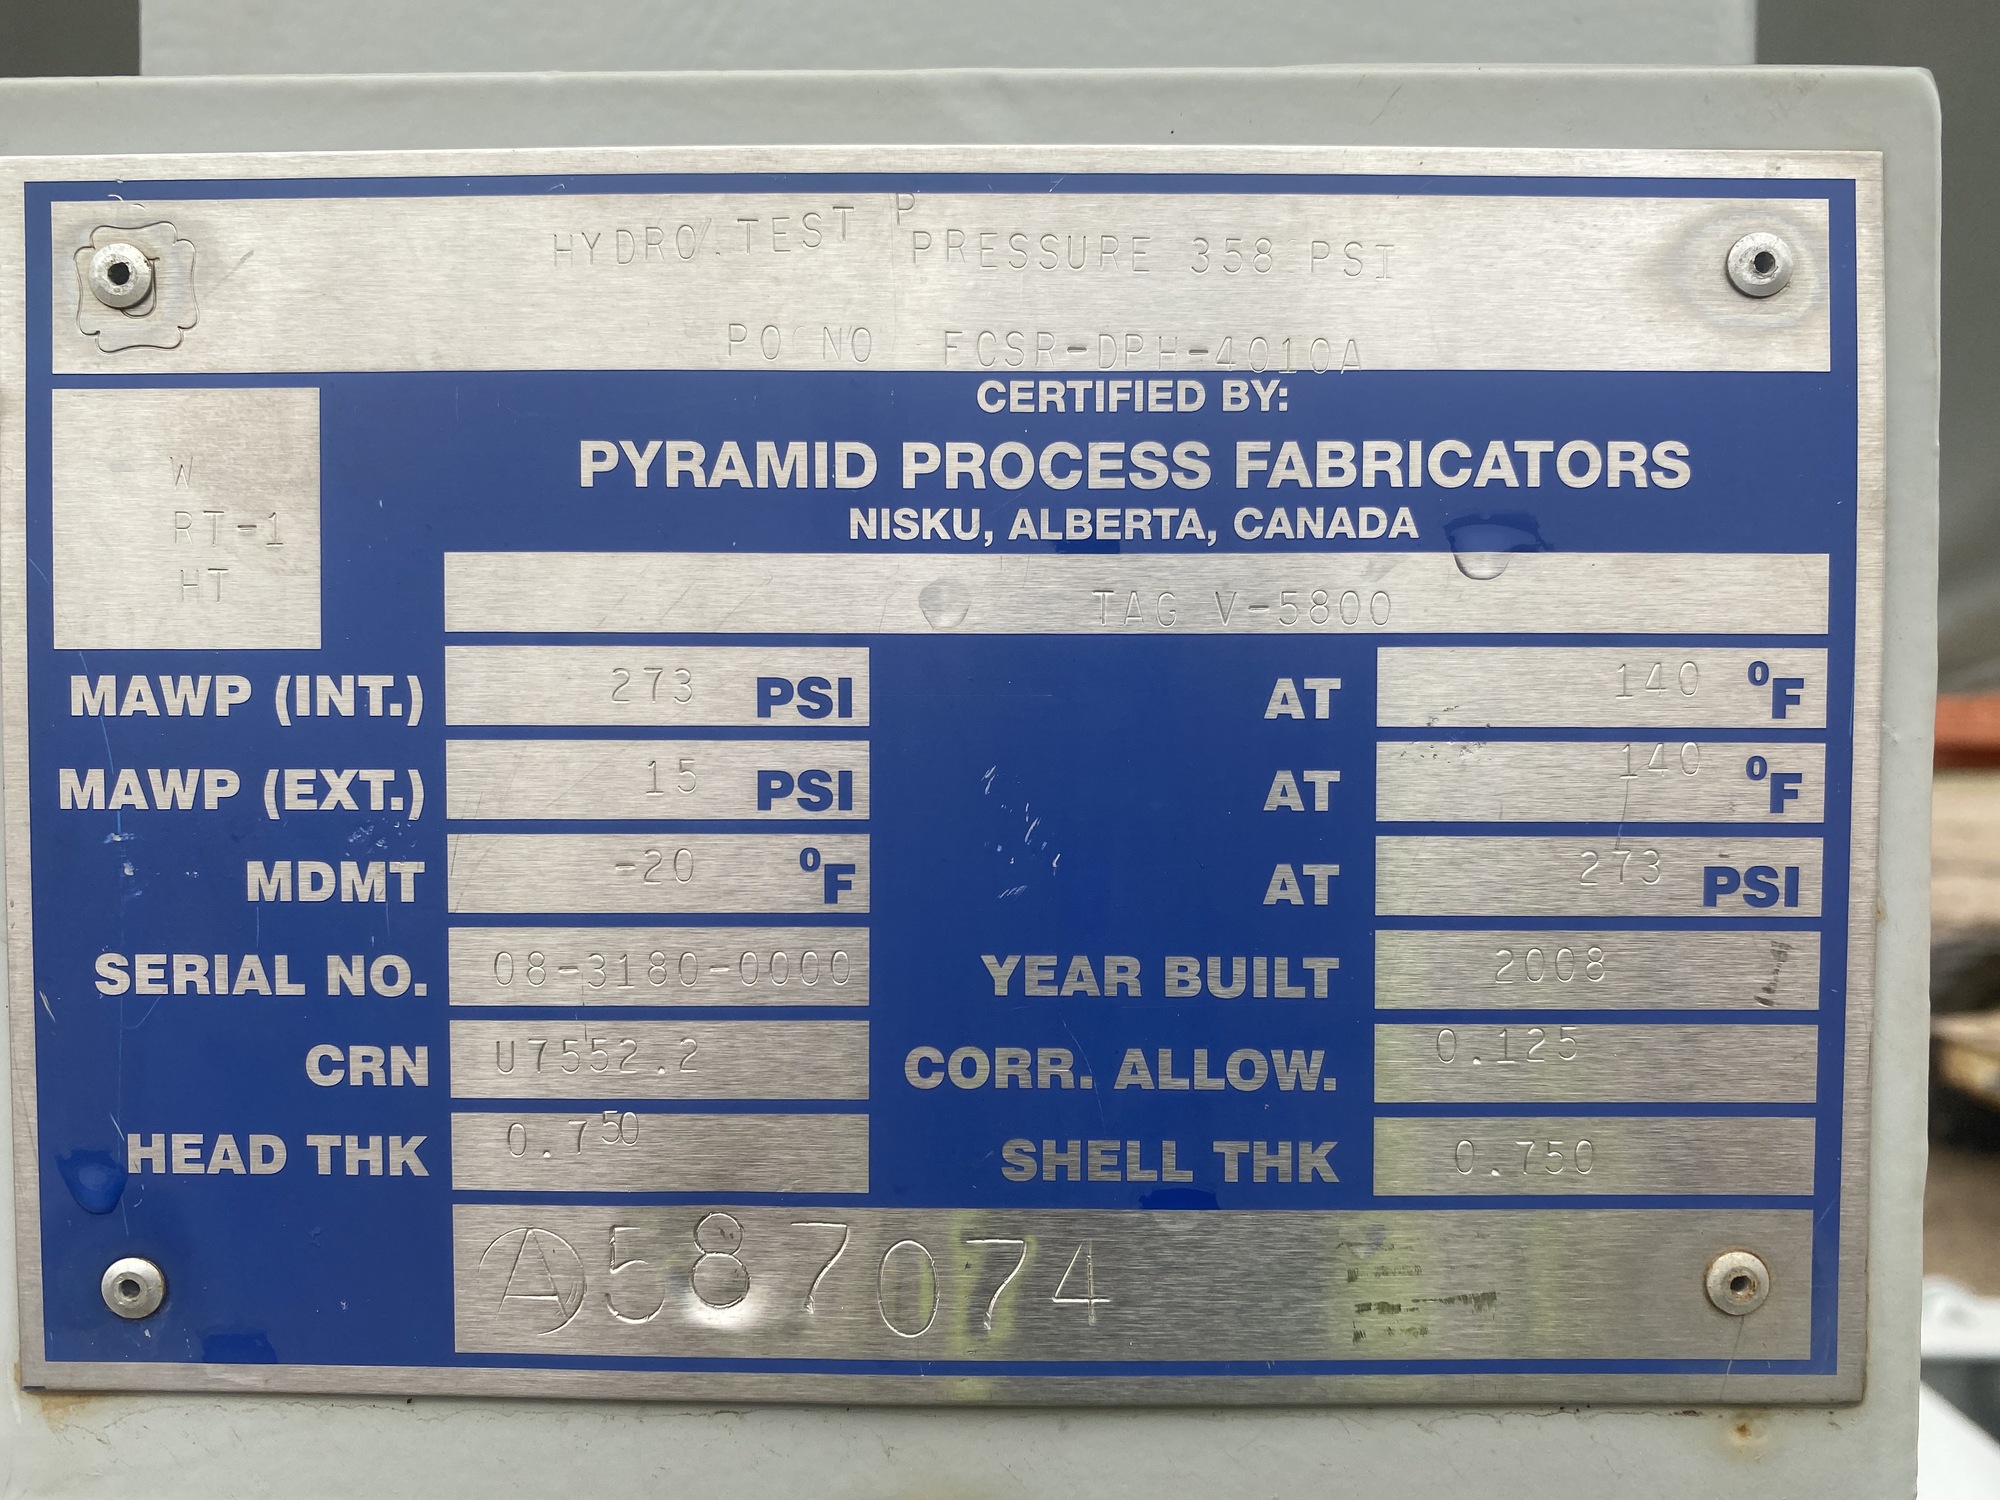 HYDRO.TEST P PRESSURE 358 PSI
PO NO FCSR-DPH-4010A
CERTIFIED BY:
PYRAMID PROCESS FABRICATORS
NISKU, ALBERTA, CANADA
W
RT-1
HT
TAG V-5800
MAWP (INT.) 273 PSI AT 140 °F
MAWP (EXT.) 15 PSI AT 140 °F
MDMT -20 °F AT 273 PSI
SERIAL NO. 08-3180-0000 YEAR BUILT 2008
CRN U7552.2 CORR. ALLOW. 0.125
HEAD THK 0.750 SHELL THK 0.750
A587074